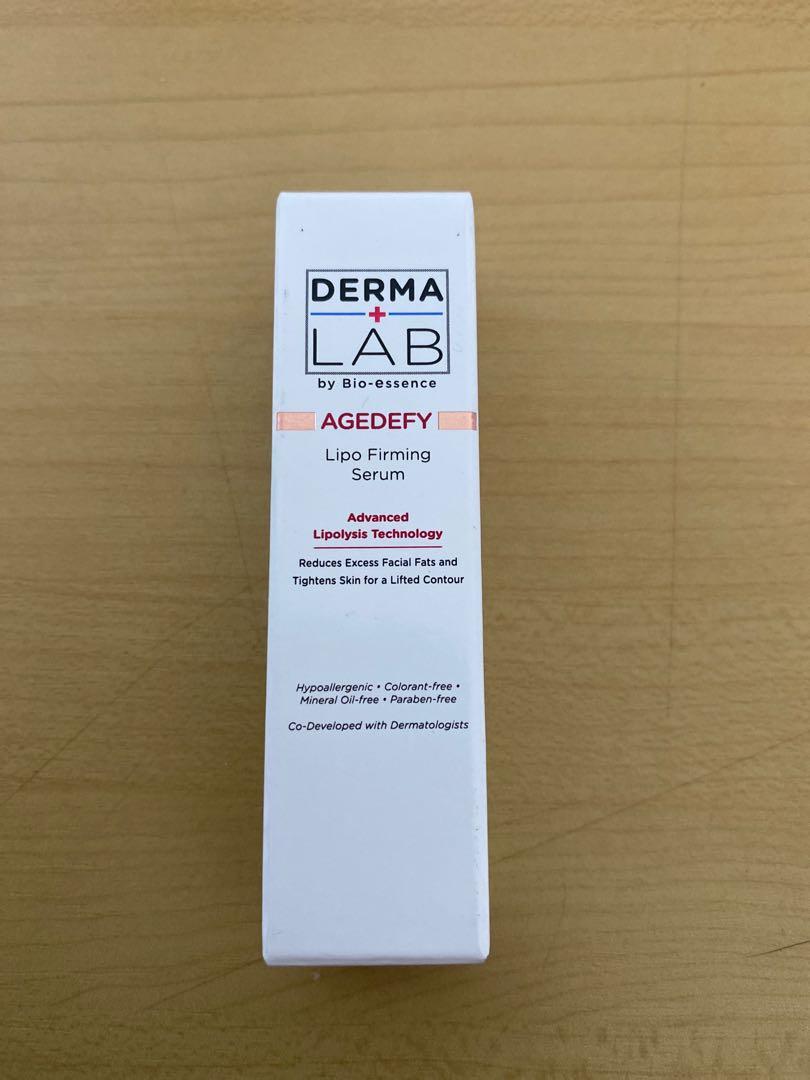 DERMA
LAB
by Bio-essence
AGEDEFY
Lipo Firming
Serum
Advanced
Lipolysis Technology
Reduces Excess Facial Fats and
Tightens Skin for a Lifted Contour
Hypoallergenic • Colorant-free •
Mineral Oil-free • Paraben-free
Co-Developed with Dermatologists